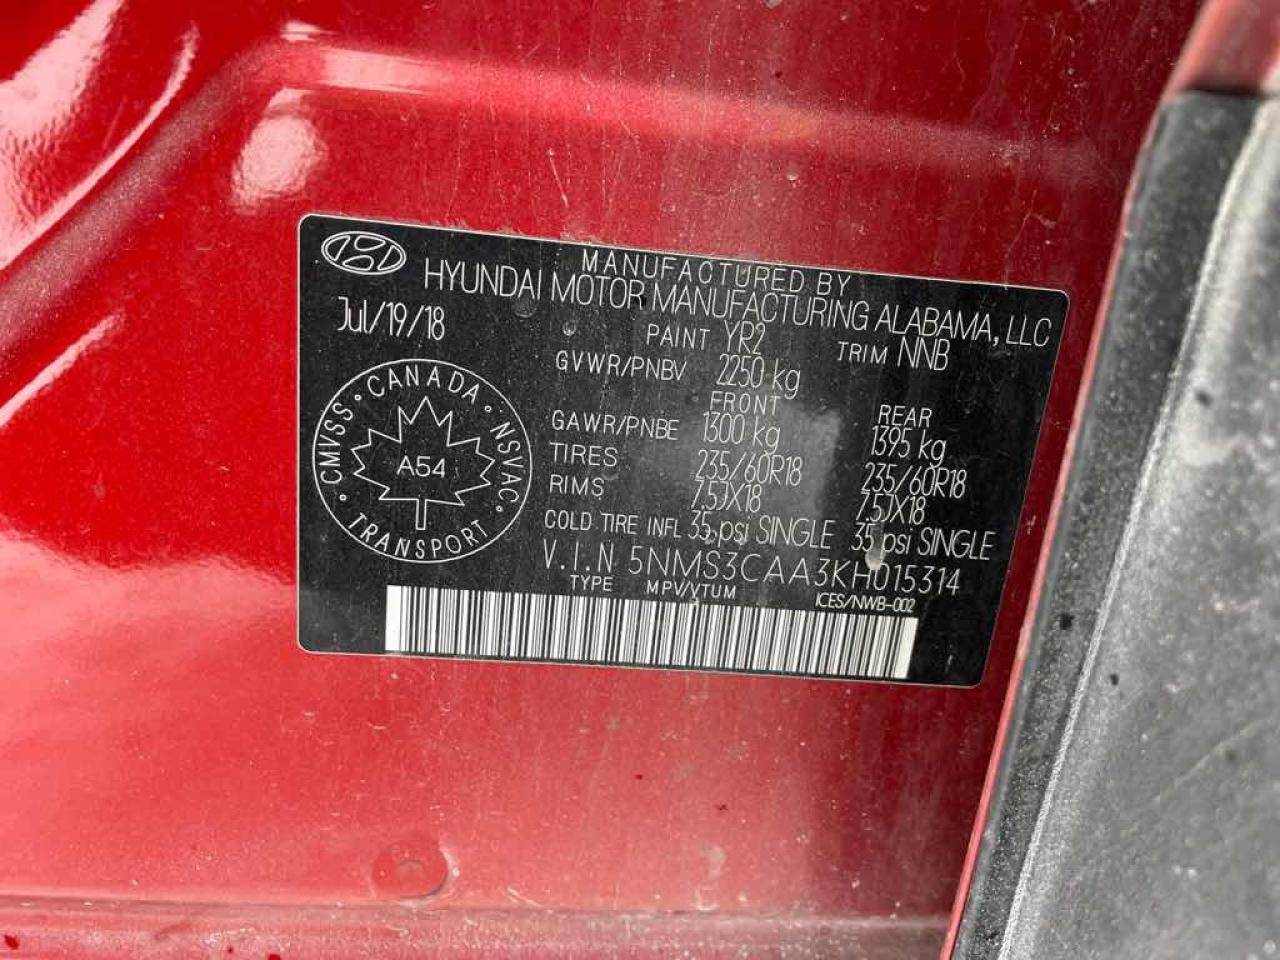 MANUFACTURED BY
HYUNDAI MOTOR MANUFACTURING ALABAMA, LLC
Jul/19/18
PAINT YR2 TRIM NNB
GVWR/PNBV 2250 kg
FRONT REAR
GAWR/PNBE 1300 kg 1395 kg
TIRES 235/60R18 235/60R18
RIMS 7.5JX18 7.5JX18
COLD TIRE INFL 35 psi SINGLE 35 psi SINGLE
V.I.N 5NMS3CAA3KH015314
TYPE MPV/VTUM ICES/NWB-002
CANADA
CMVSS · NSVAC
A54
TRANSPORT